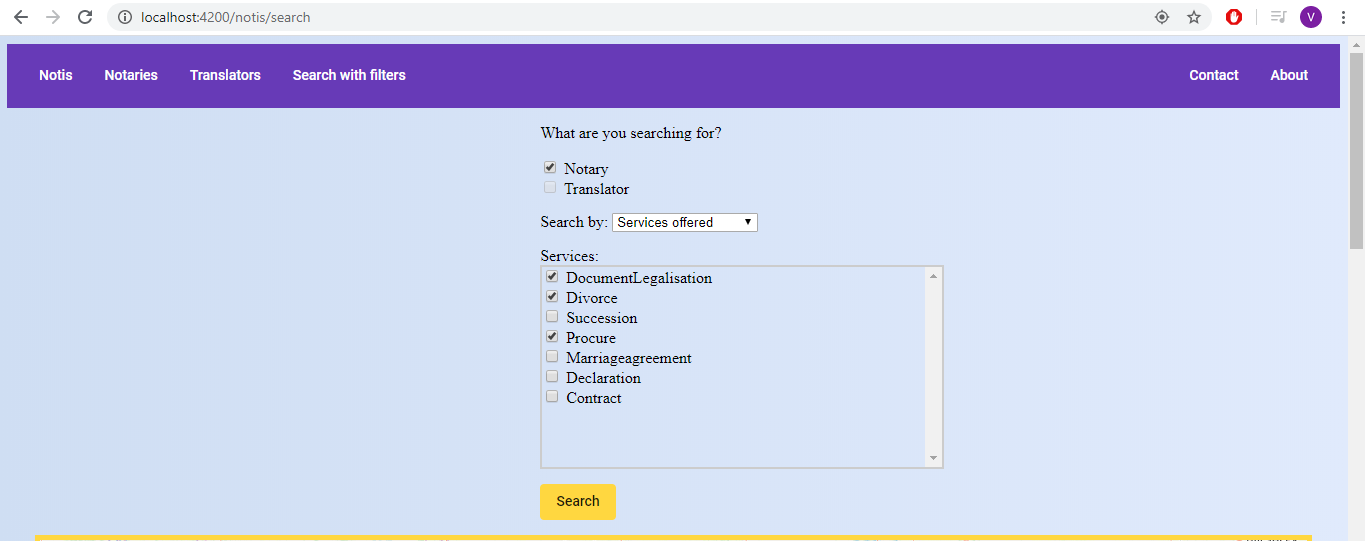 localhost:4200/notis/search
V
Notis Notaries Translators Search with filters Contact About
What are you searching for?
Notary
Translator
Search by: Services offered
Services:
DocumentLegalisation
Divorce
Succession
Procure
Marriageagreement
Declaration
Contract
Search